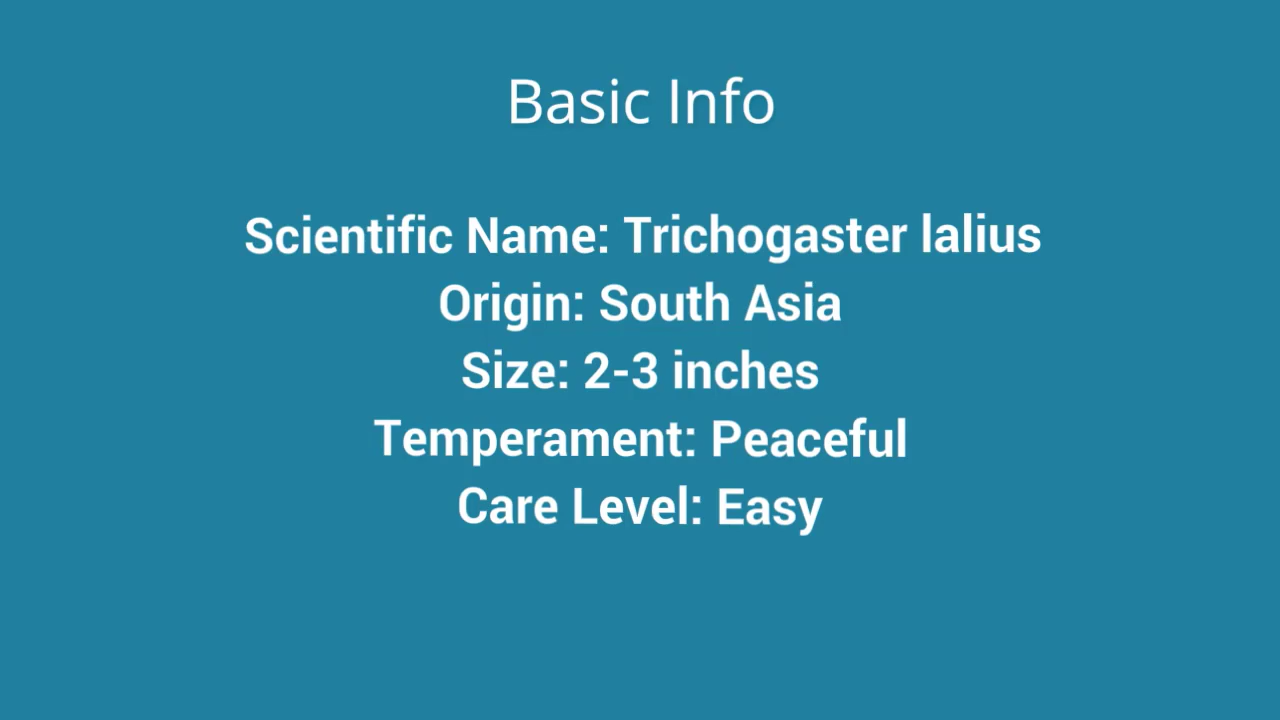 Basic Info
Scientific Name: Trichogaster lalius
Origin: South Asia
Size: 2-3 inches
Temperament: Peaceful
Care Level: Easy